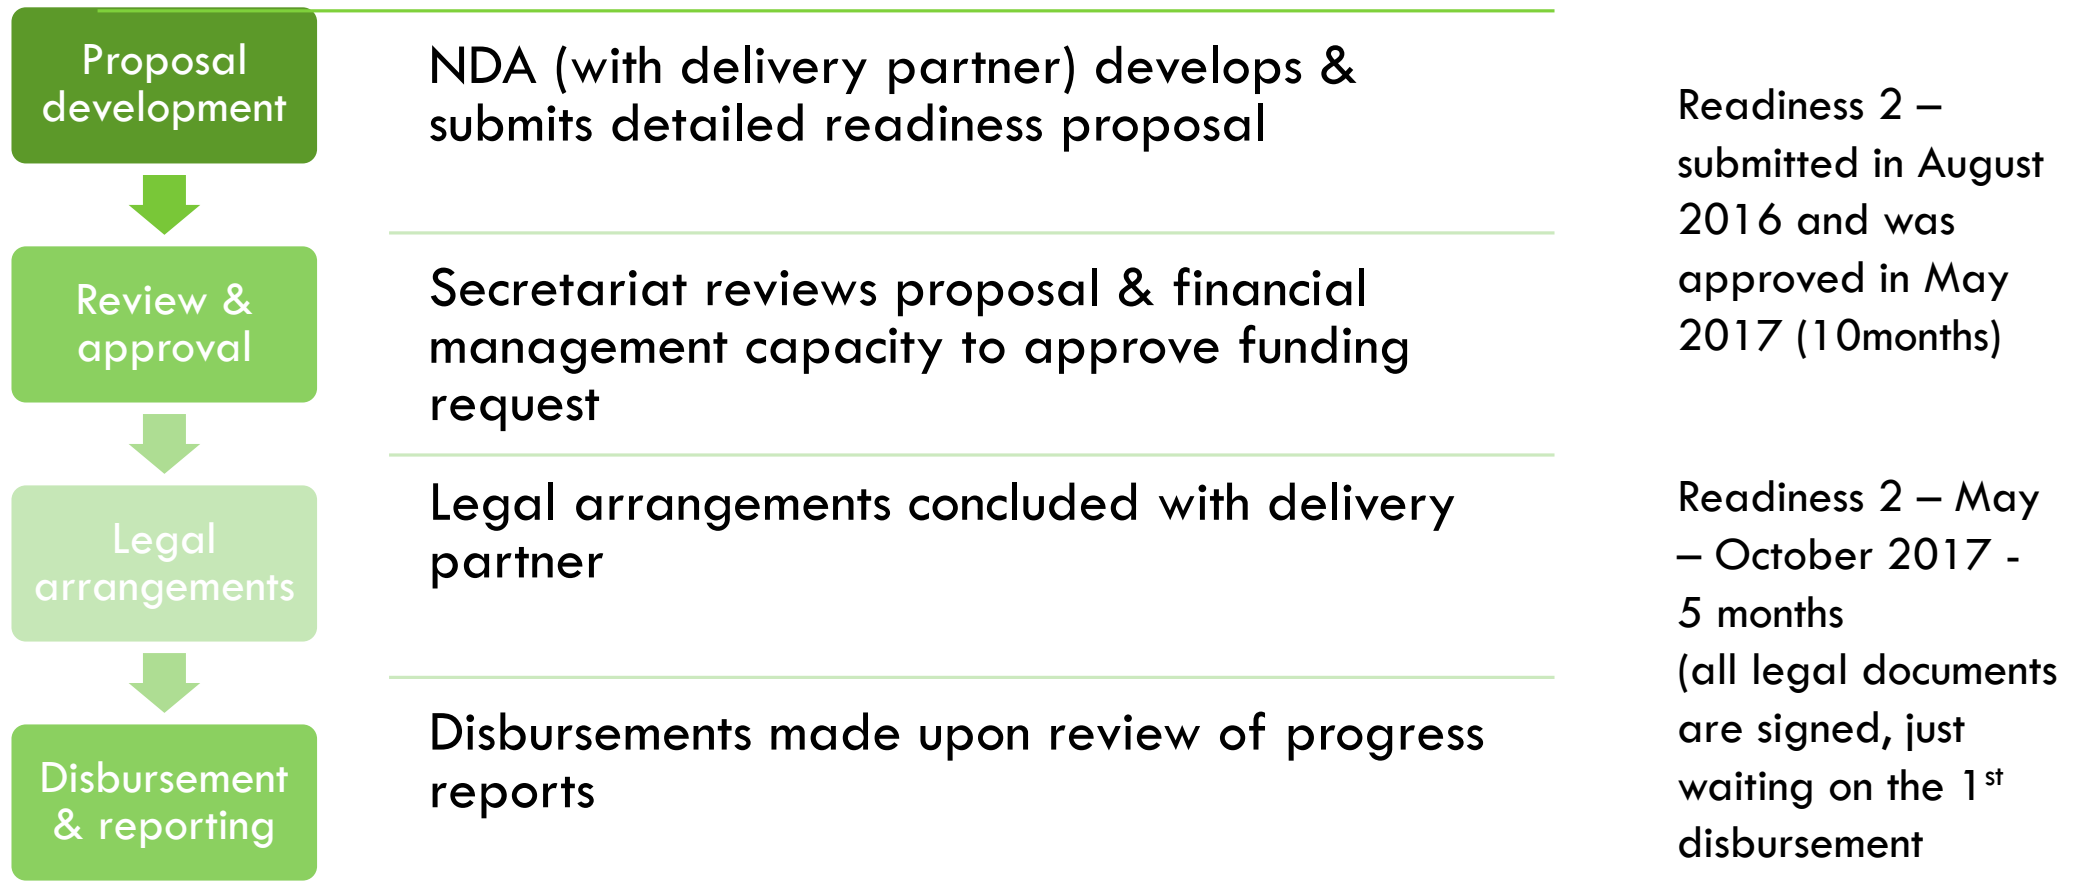 Proposal
development
NDA (with delivery partner) develops &
submits detailed readiness proposal
Review &
approval
Secretariat reviews proposal & financial
management capacity to approve funding
request
Legal
arrangements
Legal arrangements concluded with delivery
partner
Disbursement
& reporting
Disbursements made upon review of progress
reports
Readiness 2 –
submitted in August
2016 and was
approved in May
2017 (10months)
Readiness 2 – May
– October 2017 -
5 months
(all legal documents
are signed, just
waiting on the 1st
disbursement